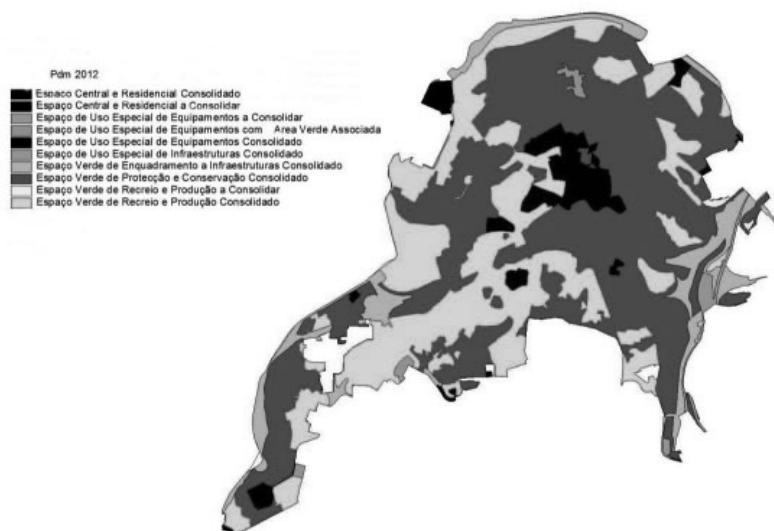 Pdm 2012
Espaço Central e Residencial Consolidado
Espaço Central e Residencial a Consolidar
Espaço de Uso Especial de Equipamentos a Consolidar
Espaço de Uso Especial de Equipamentos com Area Verde Associada
Espaço de Uso Especial de Equipamentos Consolidado
Espaço de Uso Especial de Infraestruturas Consolidado
Espaço Verde de Enquadramento a Infraestruturas Consolidado
Espaço Verde de Protecção e Conservação Consolidado
Espaço Verde de Recreio e Produção a Consolidar
Espaço Verde de Recreio e Produção Consolidado